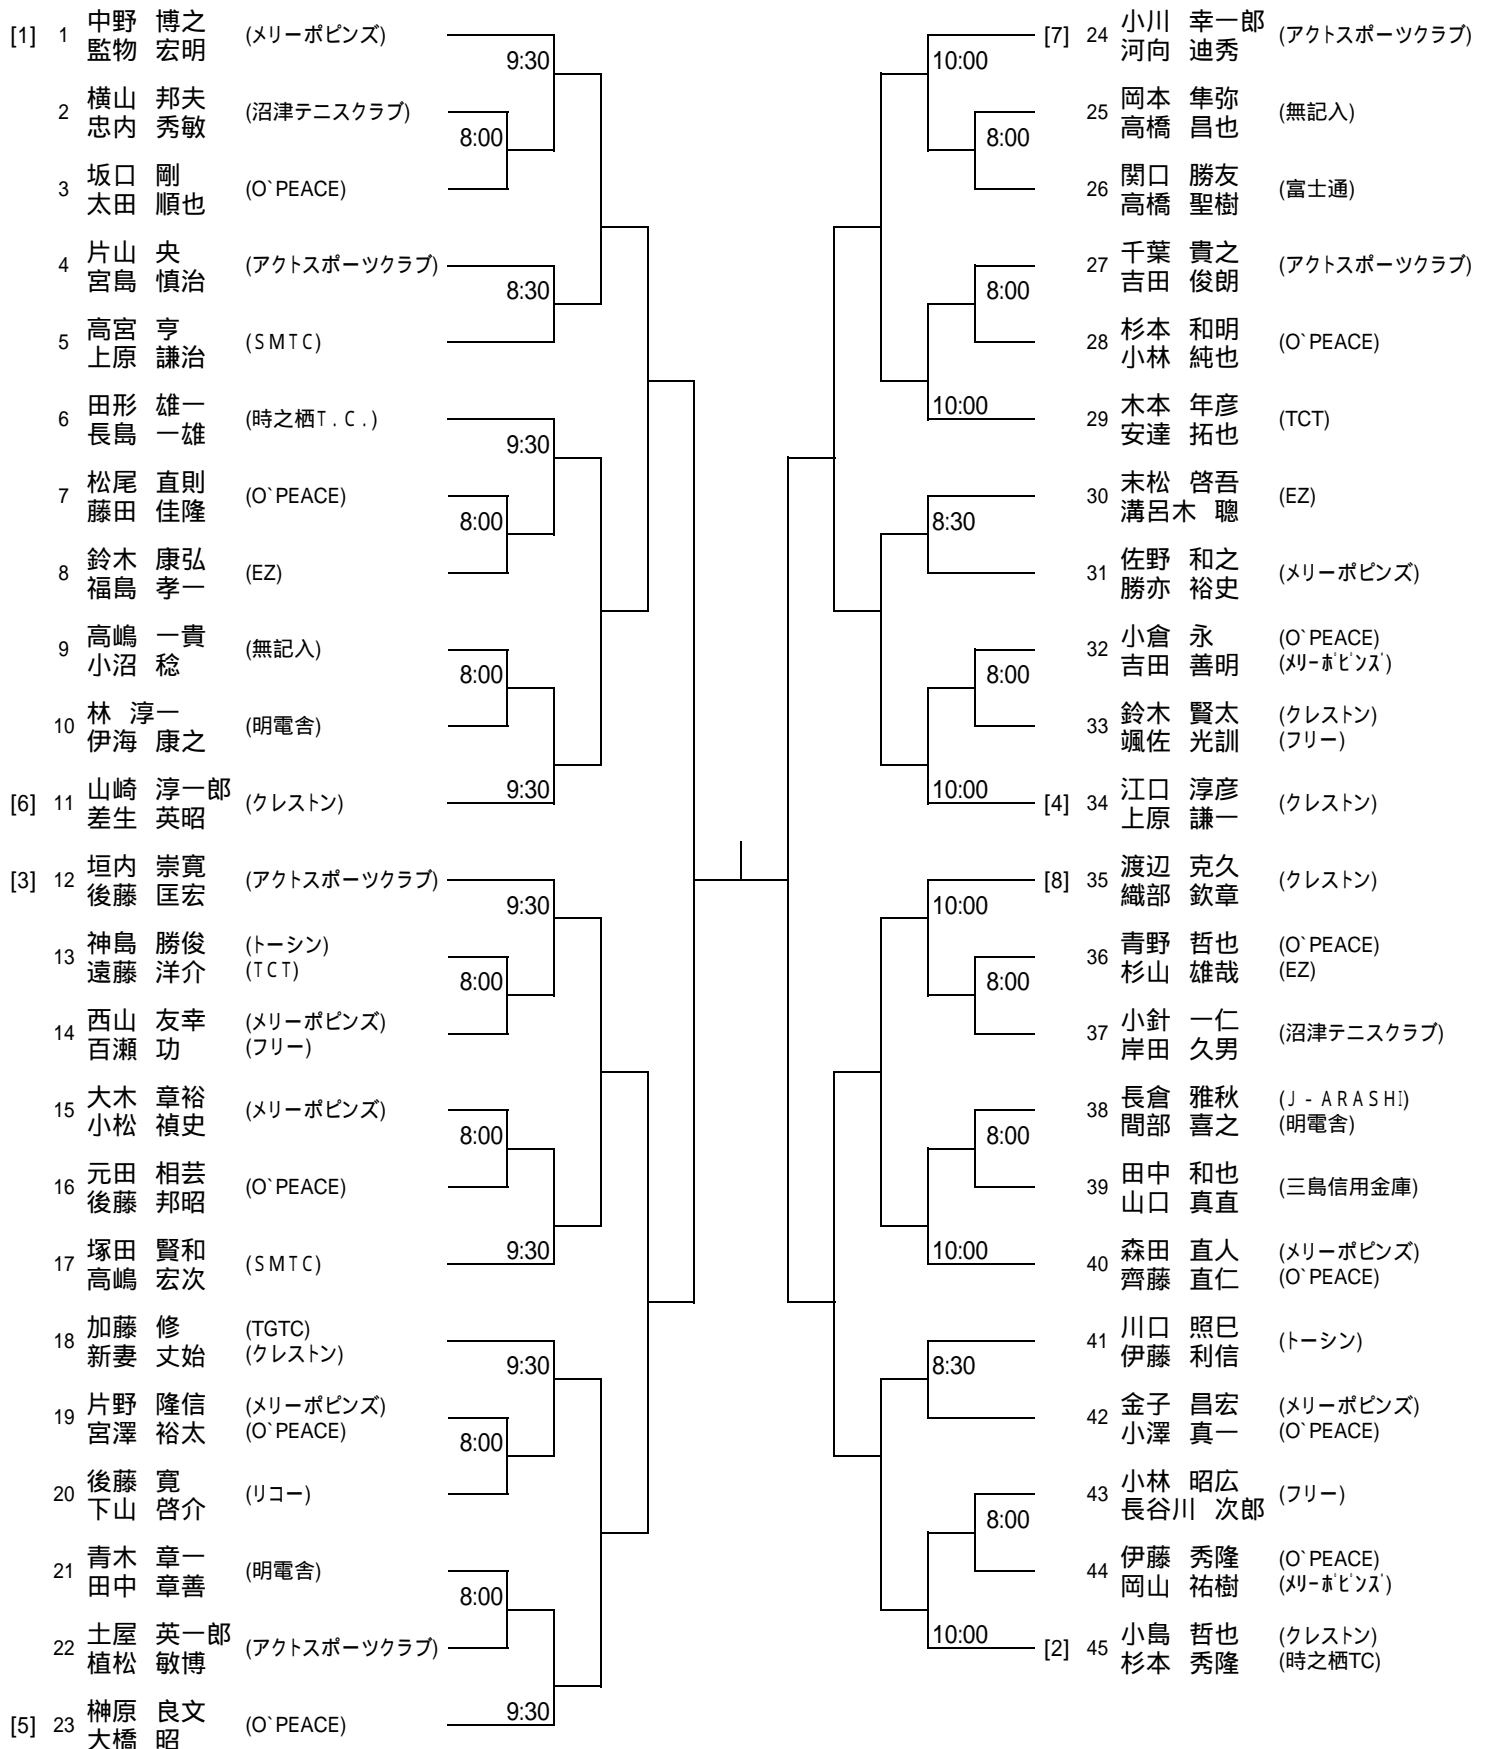 [1] 1 中野 博之
監物 宏明
(メリーポピンズ)
9:30
2 横山 邦夫
忠内 秀敏
(沼津テニスクラブ)
8:00
3 坂口 剛
太田 順也
(O`PEACE)
4 片山 央
宮島 慎治
(アクトスポーツクラブ)
8:30
5 高宮 亨
上原 謙治
(SMTC)
6 田形 雄一
長島 一雄
(時之栖T.C.)
9:30
7 松尾 直則
藤田 佳隆
(O`PEACE)
8:00
8 鈴木 康弘
福島 孝一
(EZ)
9 高嶋 一貴
小沼 稔
(無記入)
8:00
10 林 淳一
伊海 康之
(明電舎)
9:30
[6] 11 山崎 淳一郎
差生 英昭
(クレストン)
[3] 12 垣内 崇寛
後藤 匡宏
(アクトスポーツクラブ)
9:30
13 神島 勝俊
遠藤 洋介
(トーシン)
(TCT)
8:00
14 西山 友幸
百瀬 功
(メリーポピンズ)
(フリー)
15 大木 章裕
小松 禎史
(メリーポピンズ)
8:00
16 元田 相芸
後藤 邦昭
(O`PEACE)
9:30
17 塚田 賢和
高嶋 宏次
(SMTC)
18 加藤 修
新妻 丈始
(TGTC)
(クレストン)
9:30
19 片野 隆信
宮澤 裕太
(メリーポピンズ)
(O`PEACE)
8:00
20 後藤 寛
下山 啓介
(リコー)
21 青木 章一
田中 章善
(明電舎)
8:00
22 土屋 英一郎
植松 敏博
(アクトスポーツクラブ)
9:30
[5] 23 榊原 良文
大橋 昭
(O`PEACE)
[7] 24 小川 幸一郎
河向 迪秀
(アクトスポーツクラブ)
10:00
25 岡本 隼弥
高橋 昌也
(無記入)
8:00
26 関口 勝友
高橋 聖樹
(富士通)
27 千葉 貴之
吉田 俊朗
(アクトスポーツクラブ)
8:00
28 杉本 和明
小林 純也
(O`PEACE)
10:00
29 木本 年彦
安達 拓也
(TCT)
30 末松 啓吾
溝呂木 聰
(EZ)
8:30
31 佐野 和之
勝亦 裕史
(メリーポピンズ)
32 小倉 永
吉田 善明
(O`PEACE)
(ﾒﾘｰﾎﾟﾋﾟﾝｽﾞ)
8:00
33 鈴木 賢太
颯佐 光訓
(クレストン)
(フリー)
10:00
[4] 34 江口 淳彦
上原 謙一
(クレストン)
[8] 35 渡辺 克久
織部 欽章
(クレストン)
10:00
36 青野 哲也
杉山 雄哉
(O`PEACE)
(EZ)
8:00
37 小針 一仁
岸田 久男
(沼津テニスクラブ)
38 長倉 雅秋
間部 喜之
(J-ARASHI)
(明電舎)
8:00
39 田中 和也
山口 真直
(三島信用金庫)
10:00
40 森田 直人
齊藤 直仁
(メリーポピンズ)
(O`PEACE)
41 川口 照巳
伊藤 利信
(トーシン)
8:30
42 金子 昌宏
小澤 真一
(メリーポピンズ)
(O`PEACE)
43 小林 昭広
長谷川 次郎
(フリー)
8:00
44 伊藤 秀隆
岡山 祐樹
(O`PEACE)
(ﾒﾘｰﾎﾟﾋﾟﾝｽﾞ)
10:00
[2] 45 小島 哲也
杉本 秀隆
(クレストン)
(時之栖TC)